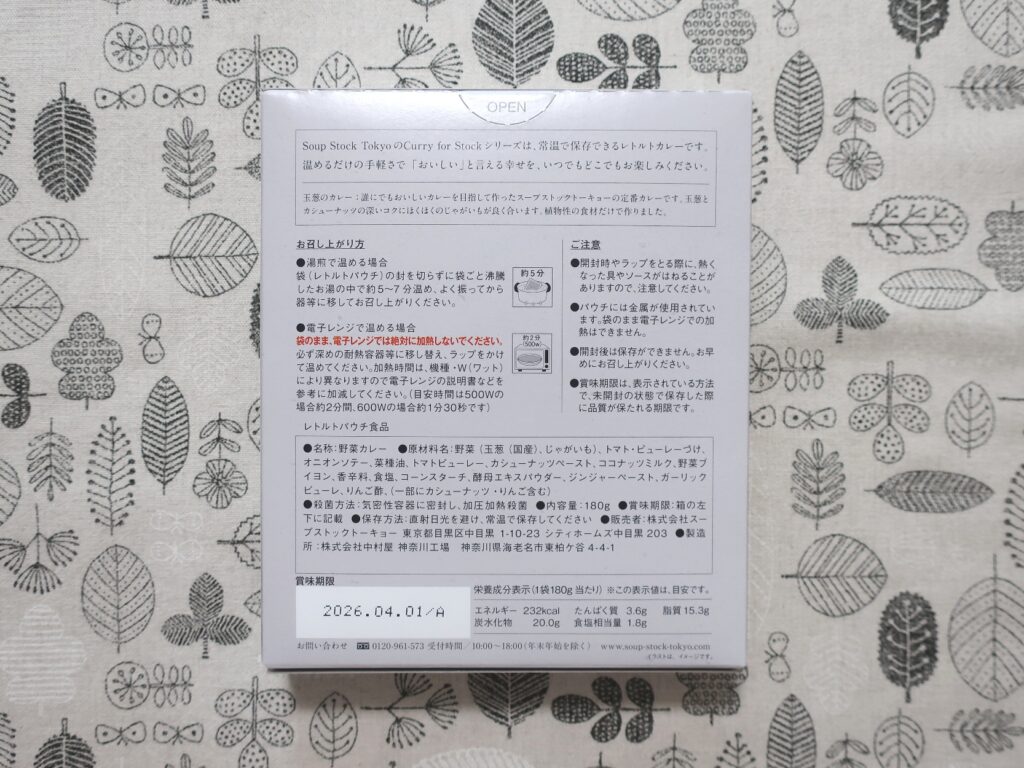 OPEN
Soup Stock TokyoのCurry for Stockシリーズは、常温で保存できるレトルトカレーです。
温めるだけの手軽さで「おいしい」と言える幸せを、いつでもどこでもお楽しみください。
玉葱のカレー：誰にでもおいしいカレーを目指して作ったスープストックトーキョーの定番カレーです。玉葱と
カシューナッツの深いコクにほくほくのじゃがいもが良く合います。植物性の食材だけで作りました。
お召し上がり方
●湯煎で温める場合
袋（レトルトパウチ）の封を切らずに袋ごと沸騰
したお湯の中で約5〜7分温め、よく振ってから
器等に移してお召し上がりください。
約5分
●電子レンジで温める場合
袋のまま、電子レンジでは絶対に加熱しないでください。
必ず深めの耐熱容器等に移し替え、ラップをかけ
て温めてください。加熱時間は、機種・W（ワット）
により異なりますので電子レンジの説明書などを
参考に加減してください。（目安時間は500Wの
場合約2分間、600Wの場合約1分30秒です）
約2分
(500W)
ご注意
●開封時やラップをとる際に、熱く
なった具やソースがはねることが
ありますので、注意してください。
●パウチには金属が使用されてい
ます。袋のまま電子レンジでの加
熱はできません。
●開封後は保存ができません。お早
めにお召し上がりください。
●賞味期限は、表示されている方法
で、未開封の状態で保存した際
に品質が保たれる期限です。
レトルトパウチ食品
●名称：野菜カレー ●原材料名：野菜（玉葱（国産）、じゃがいも）、トマト・ピューレーづけ、
オニオンソテー、菜種油、トマトピューレー、カシューナッツペースト、ココナッツミルク、野菜ブ
イヨン、香辛料、食塩、コーンスターチ、酵母エキスパウダー、ジンジャーペースト、ガーリック
ピューレ、りんご酢、（一部にカシューナッツ・りんご含む）
●殺菌方法：気密性容器に密封し、加圧加熱殺菌 ●内容量：180g ●賞味期限：箱の左
下に記載 ●保存方法：直射日光を避け、常温で保存してください ●販売者：株式会社スー
プストックトーキョー 東京都目黒区中目黒 1-10-23 シティホームズ中目黒 203 ●製造
所：株式会社中村屋 神奈川工場 神奈川県海老名市東柏ケ谷 4-4-1
賞味期限
2026.04.01/A
栄養成分表示（1袋180g当たり）※この表示値は、目安です。
エネルギー 232kcal たんぱく質 3.6g 脂質 15.3g
炭水化物 20.0g 食塩相当量 1.8g
お問い合わせ 0120-961-573 受付時間／10:00〜18:00（年末年始を除く） www.soup-stock-tokyo.com
・イラストは、イメージです。